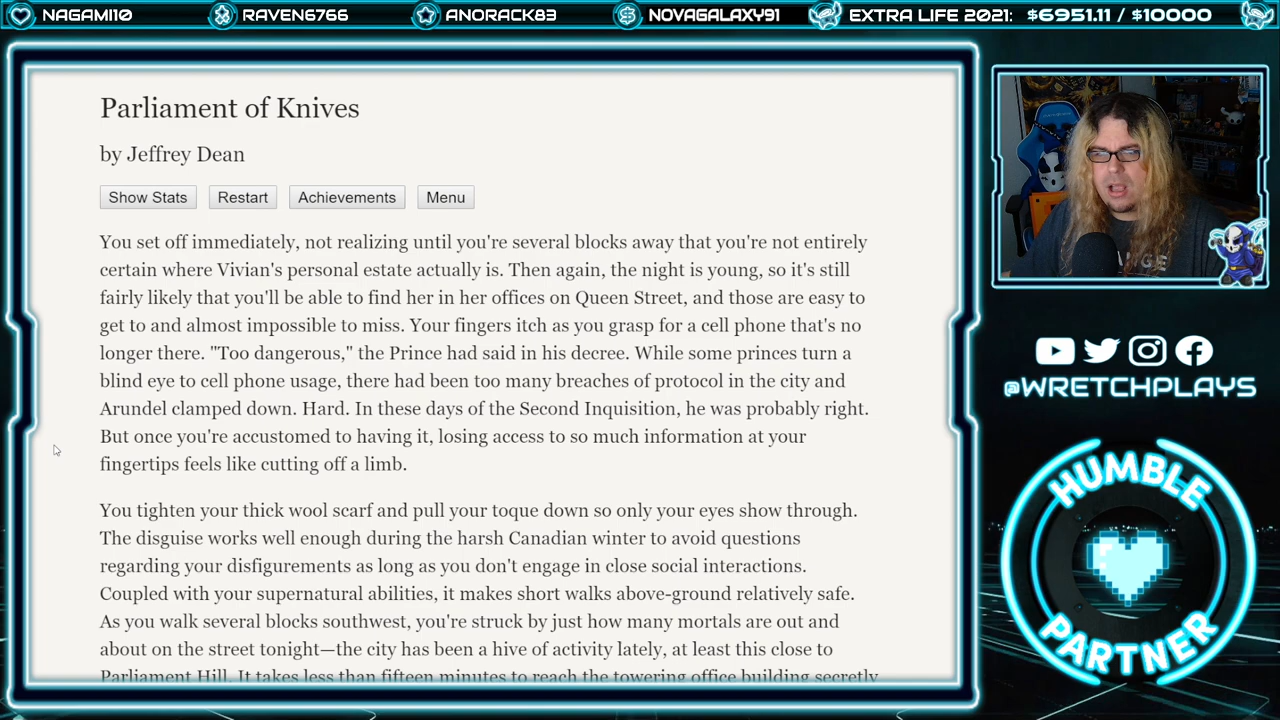 NAGAMI10
RAVEN6766
ANORACK83
NOVAGALAXY91
EXTRA LIFE 2021: $6951.11 / $10000
Parliament of Knives
by Jeffrey Dean
Show Stats
Restart
Achievements
Menu
You set off immediately, not realizing until you're several blocks away that you're not entirely
certain where Vivian's personal estate actually is. Then again, the night is young, so it's still
fairly likely that you'll be able to find her in her offices on Queen Street, and those are easy to
get to and almost impossible to miss. Your fingers itch as you grasp for a cell phone that's no
longer there. "Too dangerous," the Prince had said in his decree. While some princes turn a
blind eye to cell phone usage, there had been too many breaches of protocol in the city and
Arundel clamped down. Hard. In these days of the Second Inquisition, he was probably right.
But once you're accustomed to having it, losing access to so much information at your
fingertips feels like cutting off a limb.
You tighten your thick wool scarf and pull your toque down so only your eyes show through.
The disguise works well enough during the harsh Canadian winter to avoid questions
regarding your disfigurements as long as you don't engage in close social interactions.
Coupled with your supernatural abilities, it makes short walks above-ground relatively safe.
As you walk several blocks southwest, you're struck by just how many mortals are out and
about on the street tonight—the city has been a hive of activity lately, at least this close to
Parliament Hill. It takes less than fifteen minutes to reach the towering office building secretly
@WRETCHPLAYS
HUMBLE
PARTNER